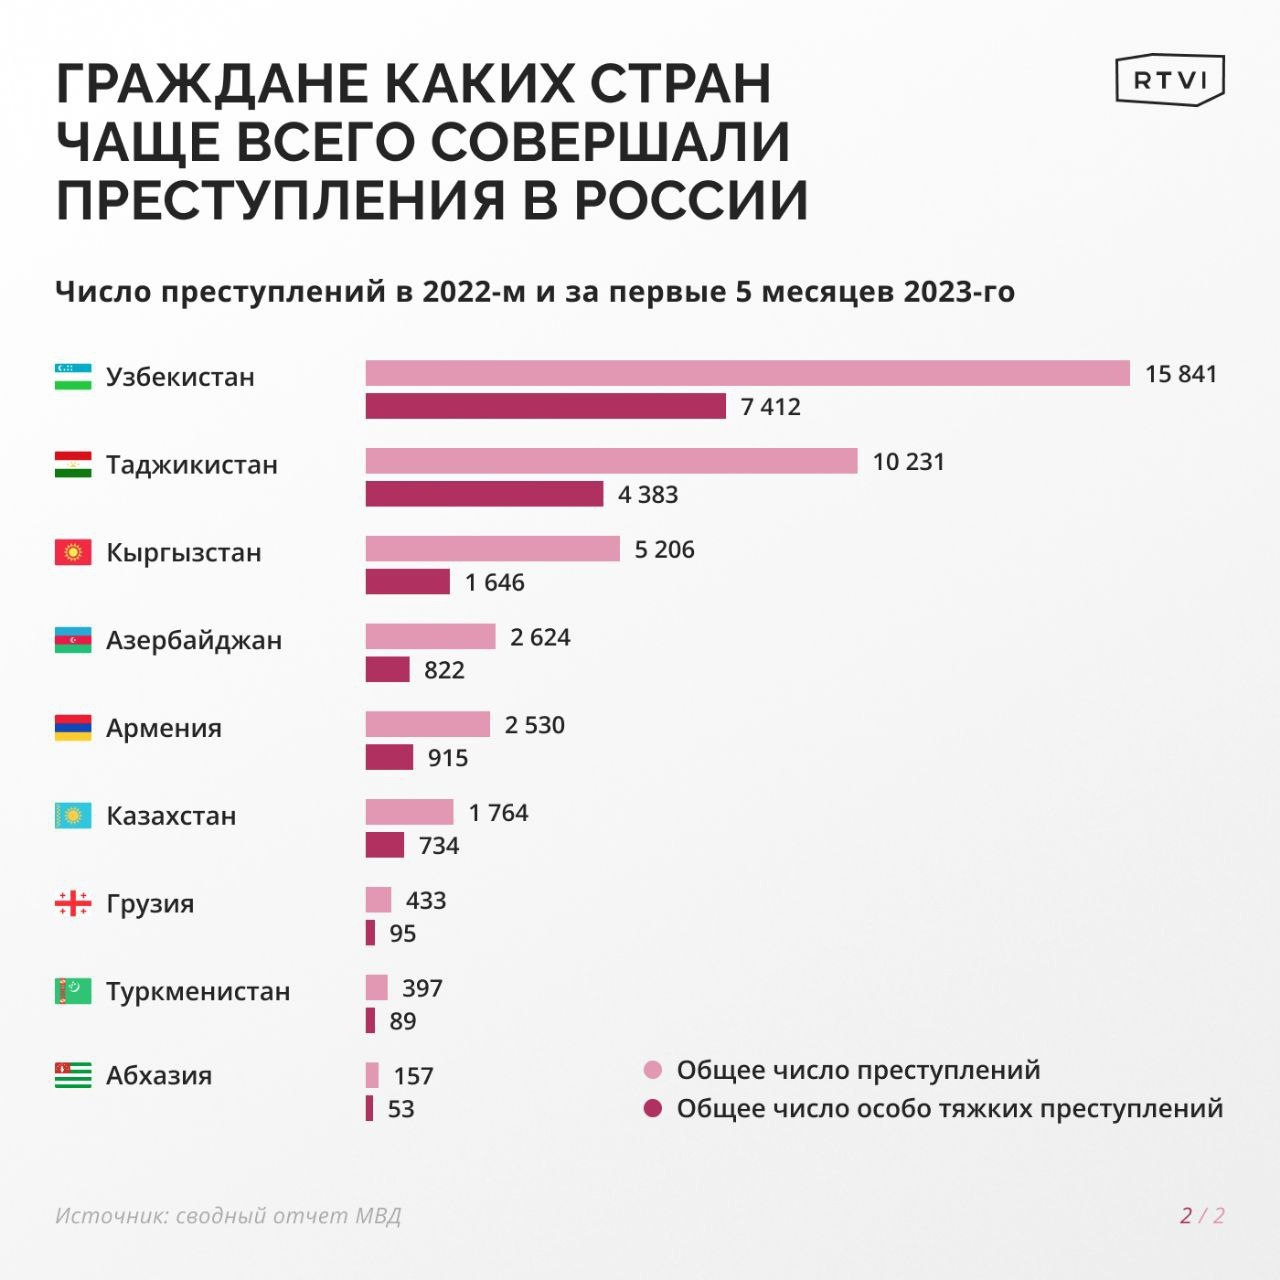 ГРАЖДАНЕ КАКИХ СТРАН
ЧАЩЕ ВСЕГО СОВЕРШАЛИ
ПРЕСТУПЛЕНИЯ В РОССИИ
RTVI
Число преступлений в 2022-м и за первые 5 месяцев 2023-го
Узбекистан
15 841
7 412
Таджикистан
10 231
4 383
Кыргызстан
5 206
1 646
Азербайджан
2 624
822
Армения
2 530
915
Казахстан
1 764
734
Грузия
433
95
Туркменистан
397
89
Абхазия
157
53
Общее число преступлений
Общее число особо тяжких преступлений
Источник: сводный отчет МВД
2 / 2